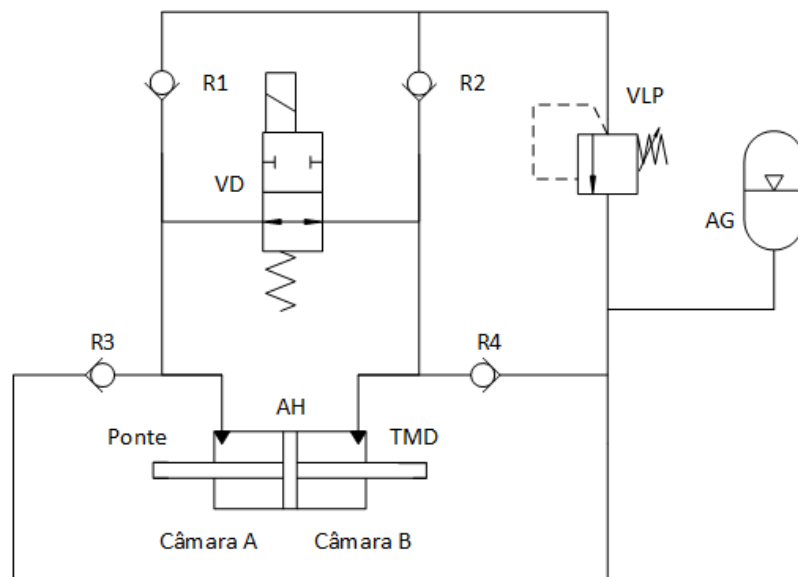 R1
R2
VLP
VD
AG
R3
R4
AH
Ponte
TMD
Câmara A
Câmara B